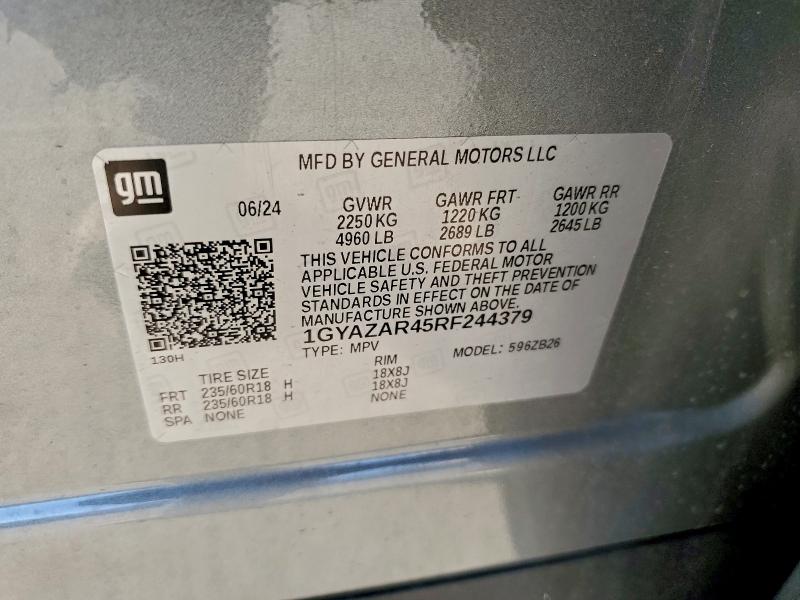 gm
MFD BY GENERAL MOTORS LLC
06/24
GVWR
2250 KG
4960 LB
GAWR FRT
1220 KG
2689 LB
GAWR RR
1200 KG
2645 LB
THIS VEHICLE CONFORMS TO ALL
APPLICABLE U.S. FEDERAL MOTOR
VEHICLE SAFETY AND THEFT PREVENTION
STANDARDS IN EFFECT ON THE DATE OF
MANUFACTURE SHOWN ABOVE.
1GYAZAR45RF244379
TYPE: MPV MODEL: 596ZB26
130H
TIRE SIZE RIM
FRT 235/60R18 H 18X8J
RR 235/60R18 H 18X8J
SPA NONE NONE